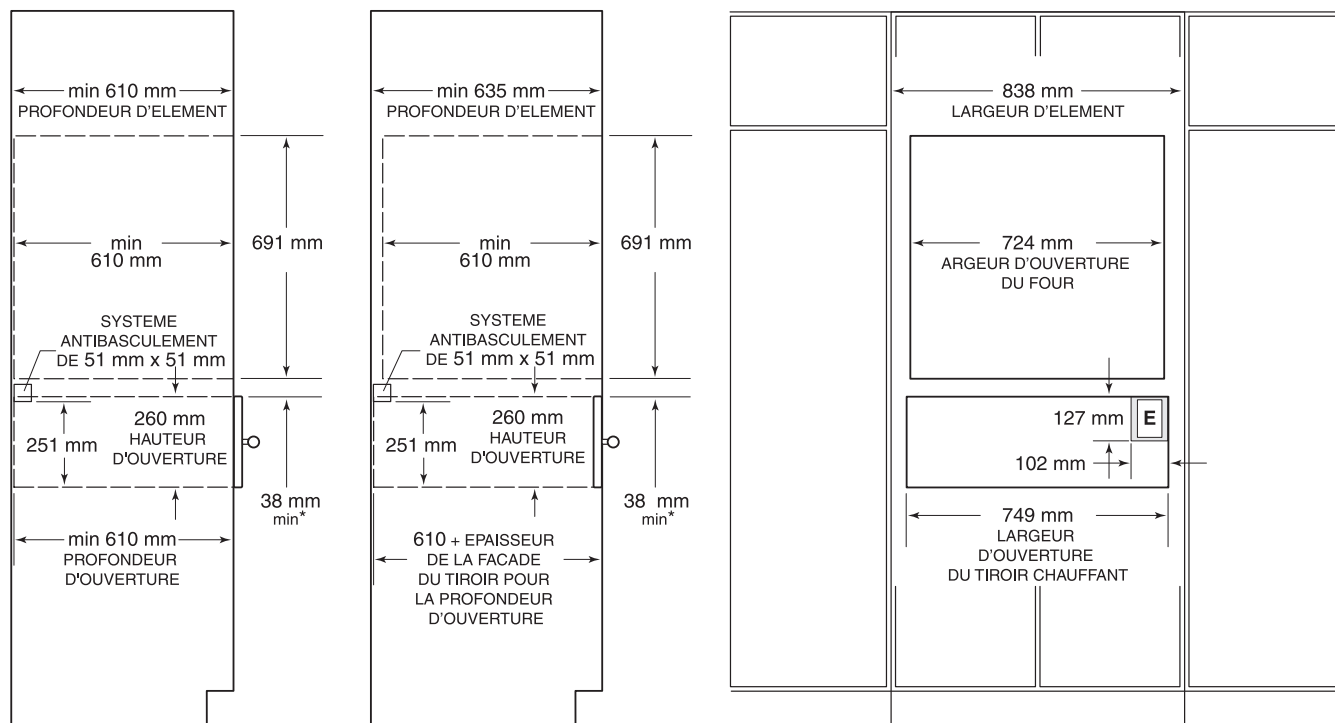 min 610 mm
PROFONDEUR D'ELEMENT
691 mm
min
610 mm
SYSTEME
ANTIBASCULEMENT
DE 51 mm x 51 mm
251 mm
260 mm
HAUTEUR
D'OUVERTURE
38 mm
min*
min 610 mm
PROFONDEUR
D'OUVERTURE
min 635 mm
PROFONDEUR D'ELEMENT
691 mm
min
610 mm
SYSTEME
ANTIBASCULEMENT
DE 51 mm x 51 mm
251 mm
260 mm
HAUTEUR
D'OUVERTURE
38 mm
min*
610 + EPAISSEUR
DE LA FACADE
DU TIROIR POUR
LA PROFONDEUR
D'OUVERTURE
838 mm
LARGEUR D'ELEMENT
724 mm
ARGEUR D'OUVERTURE
DU FOUR
127 mm
E
102 mm
749 mm
LARGEUR
D'OUVERTURE
DU TIROIR CHAUFFANT